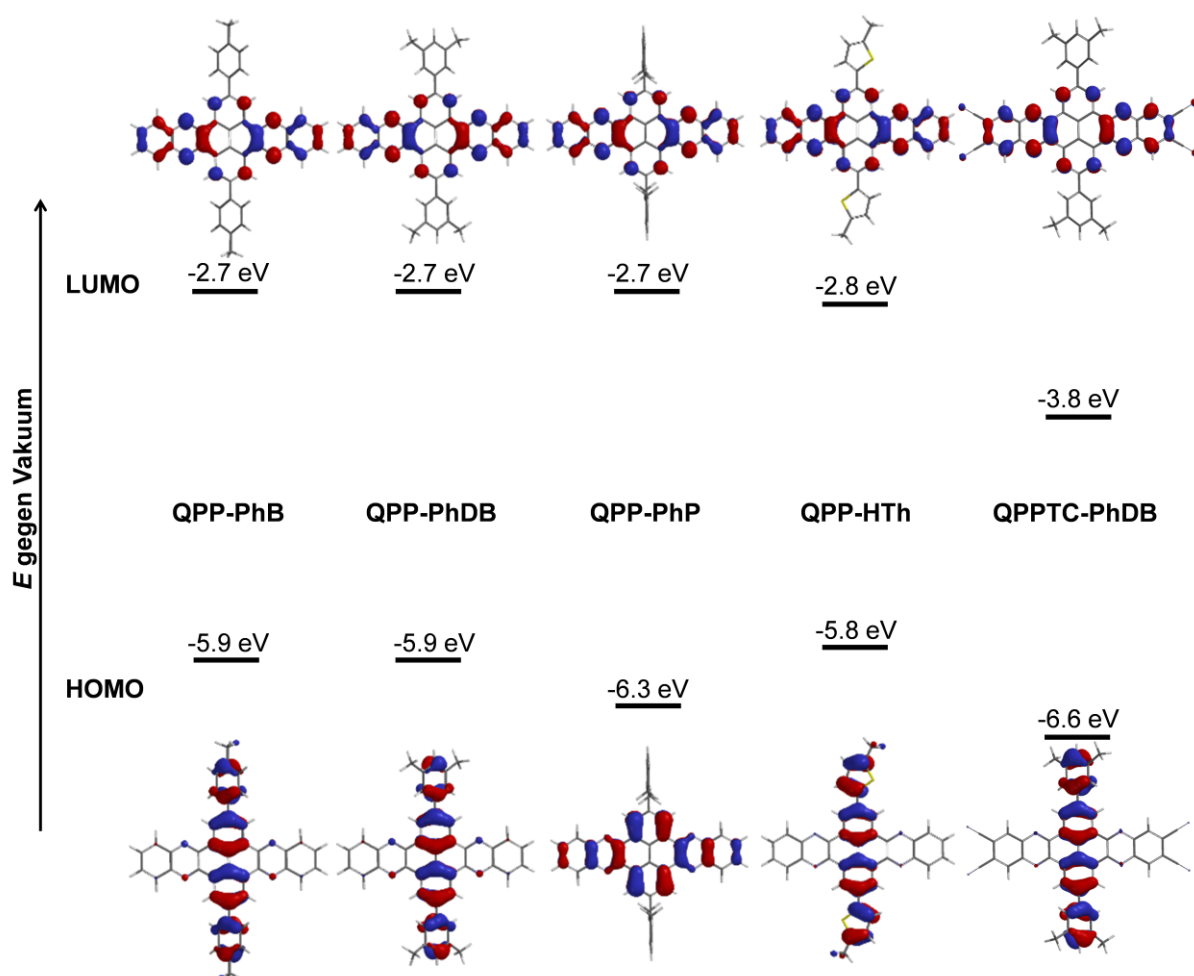 -2.7 eV
-2.7 eV
-2.7 eV
-2.8 eV
LUMO
-3.8 eV
E gegen Vakuum
QPP-PhB
QPP-PhDB
QPP-PhP
QPP-HTh
QPPTC-PhDB
-5.9 eV
-5.9 eV
-5.8 eV
HOMO
-6.3 eV
-6.6 eV